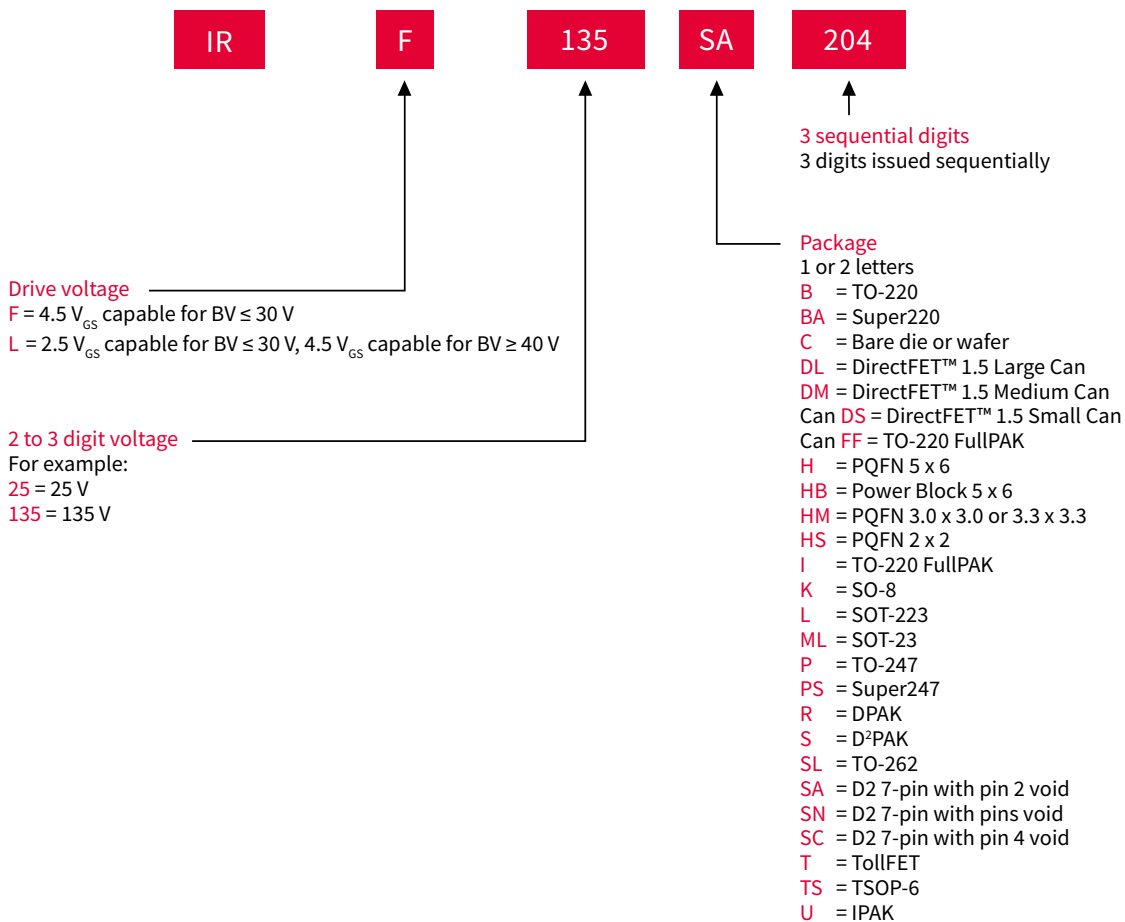 IR F 135 SA 204
3 sequential digits
3 digits issued sequentially
Drive voltage
F = 4.5 VGS capable for BV ≤ 30 V
L = 2.5 VGS capable for BV ≤ 30 V, 4.5 VGS capable for BV ≥ 40 V
2 to 3 digit voltage
For example:
25 = 25 V
135 = 135 V
Package
1 or 2 letters
B = TO-220
BA = Super220
C = Bare die or wafer
DL = DirectFET™ 1.5 Large Can
DM = DirectFET™ 1.5 Medium Can
Can DS = DirectFET™ 1.5 Small Can
Can FF = TO-220 FullPAK
H = PQFN 5 x 6
HB = Power Block 5 x 6
HM = PQFN 3.0 x 3.0 or 3.3 x 3.3
HS = PQFN 2 x 2
I = TO-220 FullPAK
K = SO-8
L = SOT-223
ML = SOT-23
P = TO-247
PS = Super247
R = DPAK
S = D²PAK
SL = TO-262
SA = D2 7-pin with pin 2 void
SN = D2 7-pin with pins void
SC = D2 7-pin with pin 4 void
T = TollFET
TS = TSOP-6
U = IPAK